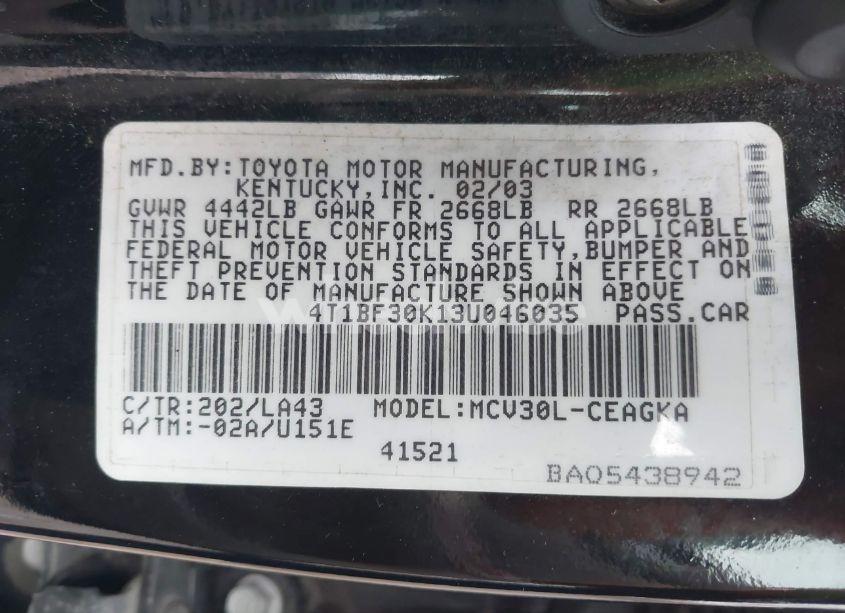 MFD.BY:TOYOTA MOTOR MANUFACTURING,
KENTUCKY,INC. 02/03
GVWR 4442LB GAWR FR 2668LB RR 2668LB
THIS VEHICLE CONFORMS TO ALL APPLICABLE
FEDERAL MOTOR VEHICLE SAFETY,BUMPER AND
THEFT PREVENTION STANDARDS IN EFFECT ON
THE DATE OF MANUFACTURE SHOWN ABOVE
4T1BF30K13U046035 PASS.CAR
C/TR:202/LA43 MODEL:MCV30L-CEAGKA
A/TM:-02A/U151E
41521
BAO5438942